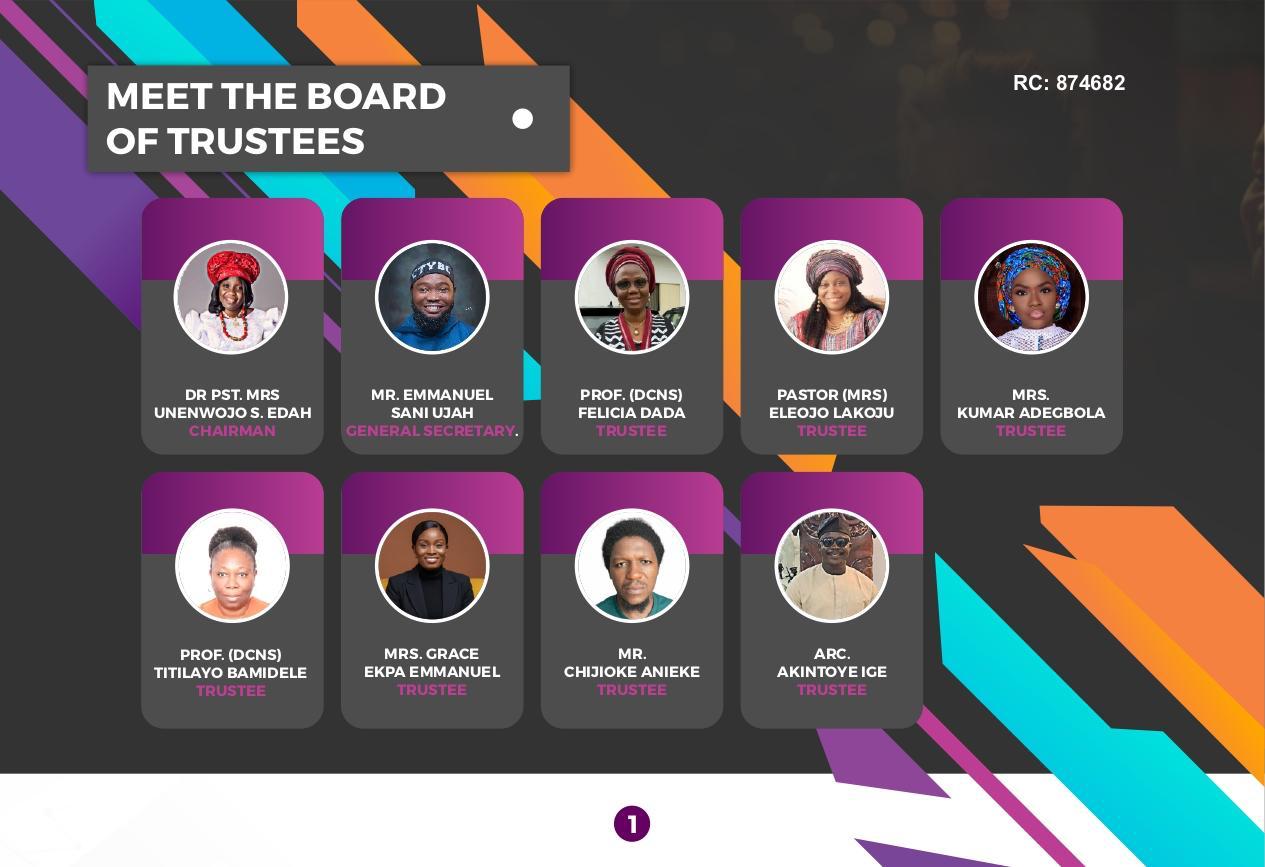 MEET THE BOARD
OF TRUSTEES
RC: 874682
DR PST. MRS
UNENWOJO S. EDAH
CHAIRMAN
MR. EMMANUEL
SANI UJAH
GENERAL SECRETARY.
PROF. (DCNS)
FELICIA DADA
TRUSTEE
PASTOR (MRS)
ELEOJO LAKOJU
TRUSTEE
MRS.
KUMAR ADEGBOLA
TRUSTEE
PROF. (DCNS)
TITILAYO BAMIDELE
TRUSTEE
MRS. GRACE
EKPA EMMANUEL
TRUSTEE
MR.
CHIJIOKE ANIEKE
TRUSTEE
ARC.
AKINTOYE IGE
TRUSTEE
1